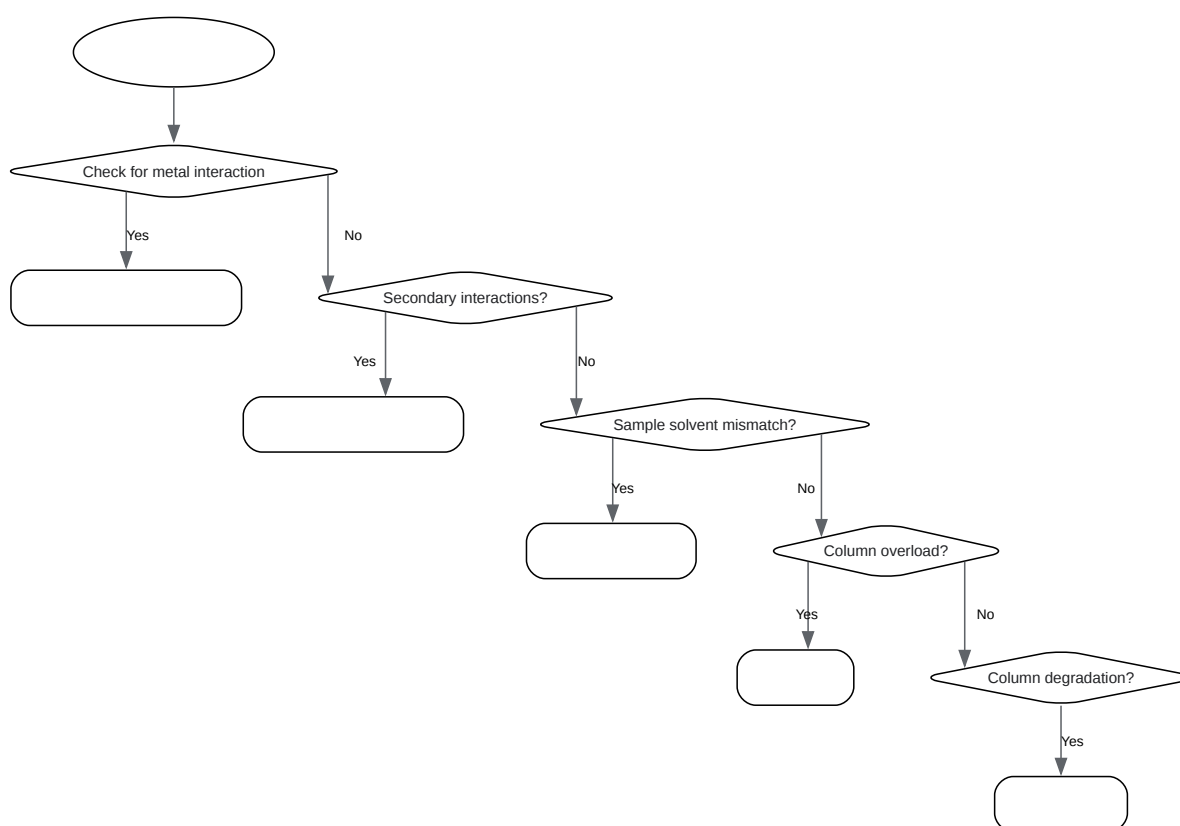 Check for metal interaction
Yes
No
Secondary interactions?
Yes
No
Sample solvent mismatch?
Yes
No
Column overload?
Yes
No
Column degradation?
Yes